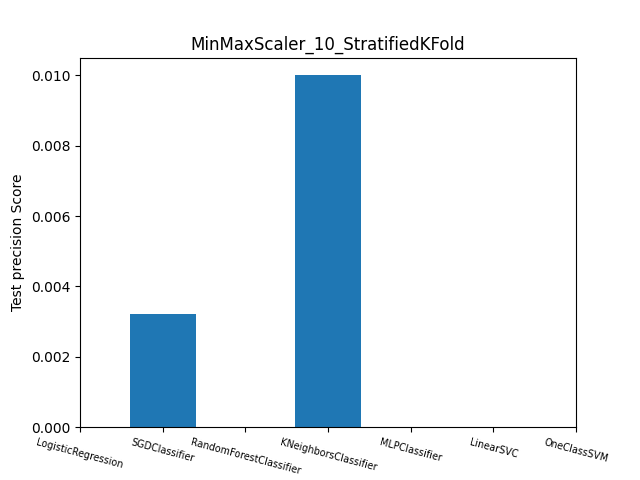 MinMaxScaler_10_StratifiedKFold
Test precision Score
0.010
0.008
0.006
0.004
0.002
0.000
LogisticRegression
SGDClassifier
RandomForestClassifier
KNeighborsClassifier
MLPClassifier
LinearSVC
OneClassSVM